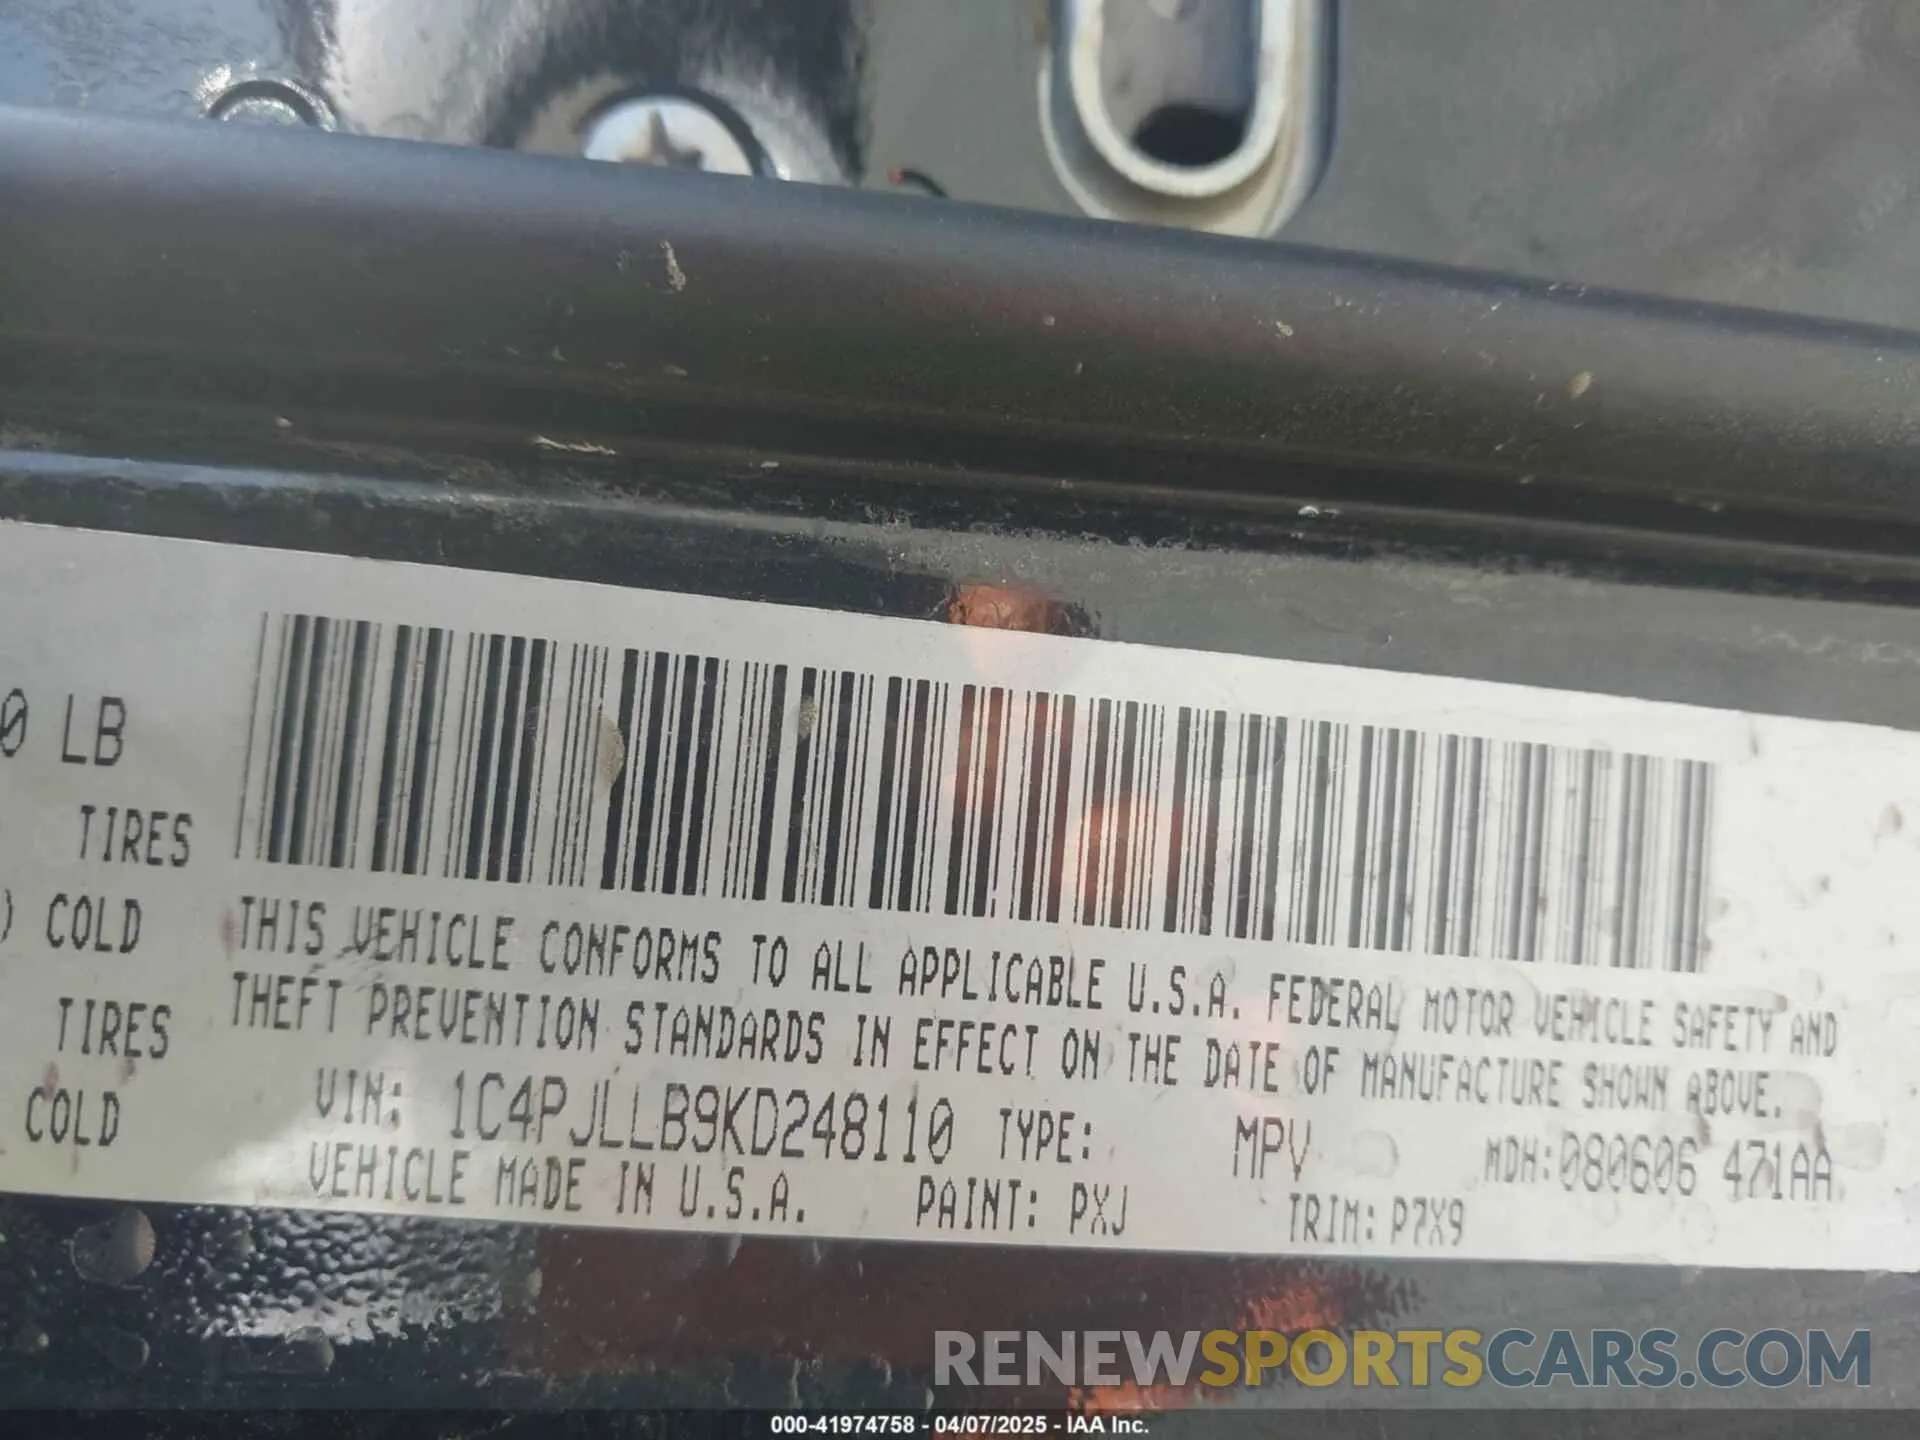 0 LB
TIRES
) COLD
TIRES
COLD
THIS VEHICLE CONFORMS TO ALL APPLICABLE U.S.A. FEDERAL MOTOR VEHICLE SAFETY AND
THEFT PREVENTION STANDARDS IN EFFECT ON THE DATE OF MANUFACTURE SHOWN ABOVE.
VIN: 1C4PJLLB9KD248110 TYPE: MPV MDH:080606 471AA
VEHICLE MADE IN U.S.A. PAINT: PXJ TRIM: P7X9
RENEWSPORTSCARS.COM
000-41974758 - 04/07/2025 - IAA Inc.